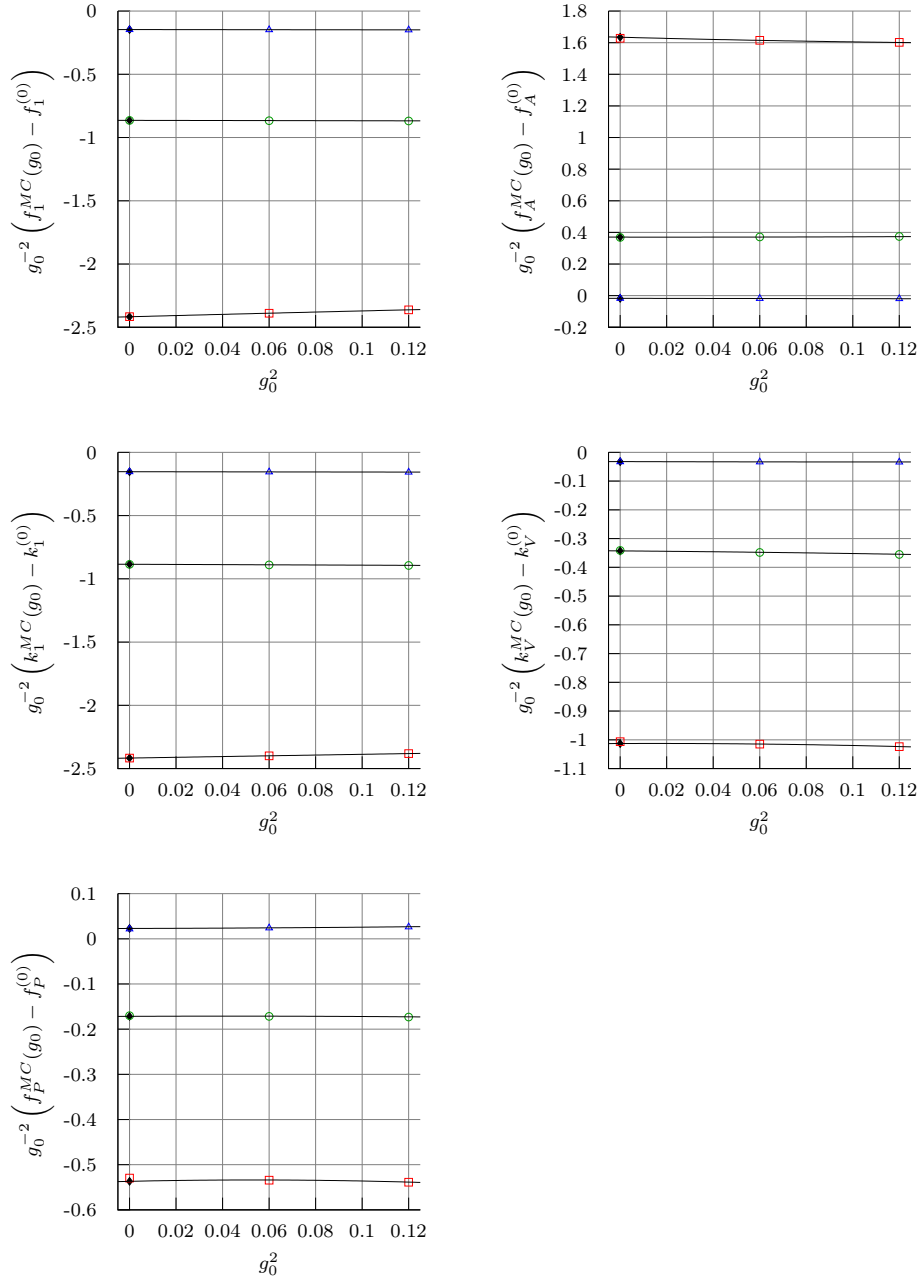 g_0^{-2} ( f_1^{MC}(g_0) − f_1^{(0)} )
0
-0.5
-1
-1.5
-2
-2.5
0 0.02 0.04 0.06 0.08 0.1 0.12
g_0^2
g_0^{-2} ( f_A^{MC}(g_0) − f_A^{(0)} )
1.8
1.6
1.4
1.2
1
0.8
0.6
0.4
0.2
0
-0.2
0 0.02 0.04 0.06 0.08 0.1 0.12
g_0^2
g_0^{-2} ( k_1^{MC}(g_0) − k_1^{(0)} )
0
-0.5
-1
-1.5
-2
-2.5
0 0.02 0.04 0.06 0.08 0.1 0.12
g_0^2
g_0^{-2} ( k_V^{MC}(g_0) − k_V^{(0)} )
0
-0.1
-0.2
-0.3
-0.4
-0.5
-0.6
-0.7
-0.8
-0.9
-1
-1.1
0 0.02 0.04 0.06 0.08 0.1 0.12
g_0^2
g_0^{-2} ( f_P^{MC}(g_0) − f_P^{(0)} )
0.1
0
-0.1
-0.2
-0.3
-0.4
-0.5
-0.6
0 0.02 0.04 0.06 0.08 0.1 0.12
g_0^2